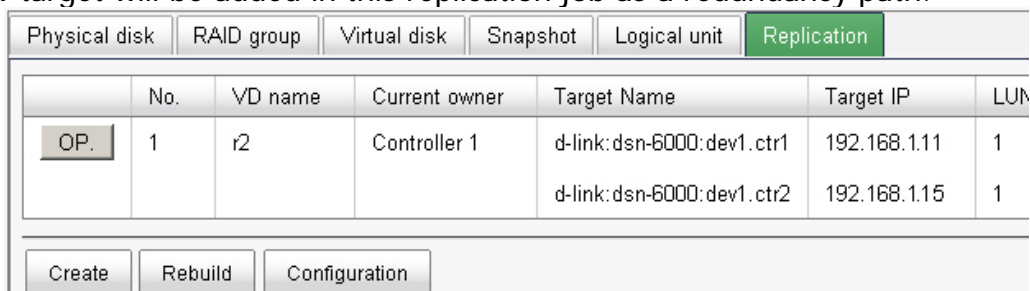 target will be added in this replication job as a redundancy path.
Physical disk RAID group Virtual disk Snapshot Logical unit Replication
No. VD name Current owner Target Name Target IP LUN
OP. 1 r2 Controller 1 d-link:dsn-6000:dev1.ctr1 192.168.1.11 1
d-link:dsn-6000:dev1.ctr2 192.168.1.15 1
Create Rebuild Configuration